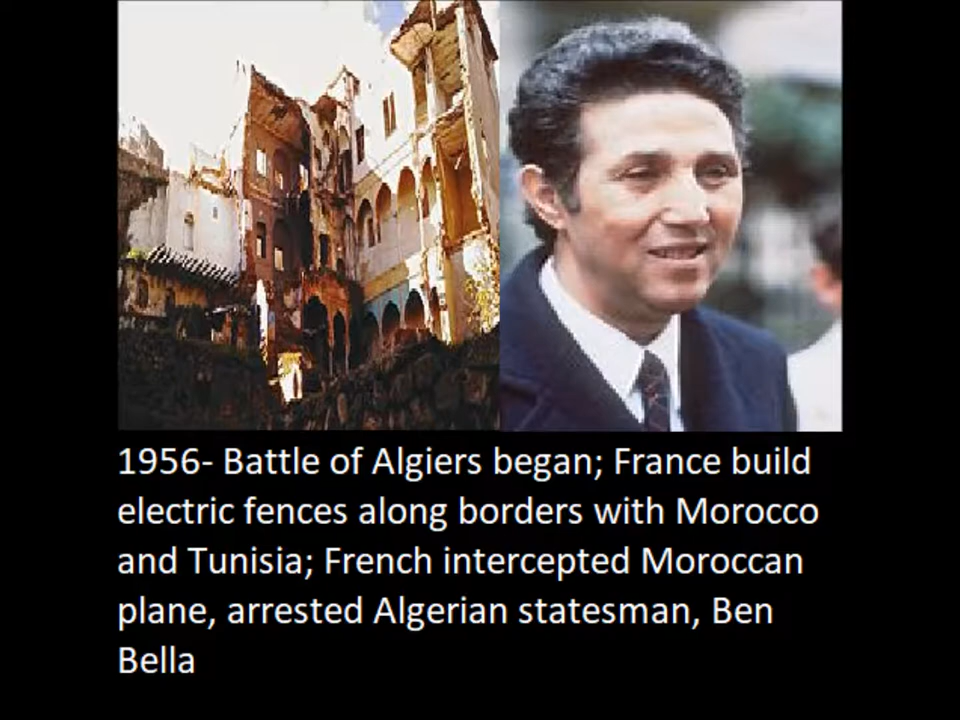 1956- Battle of Algiers began; France build
electric fences along borders with Morocco
and Tunisia; French intercepted Moroccan
plane, arrested Algerian statesman, Ben
Bella